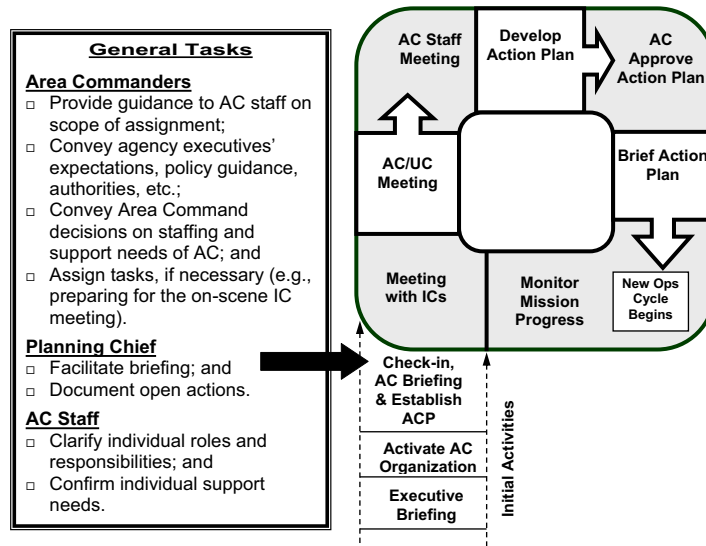 General Tasks
Area Commanders
□ Provide guidance to AC staff on
scope of assignment;
□ Convey agency executives’
expectations, policy guidance,
authorities, etc.;
□ Convey Area Command
decisions on staffing and
support needs of AC; and
□ Assign tasks, if necessary (e.g.,
preparing for the on-scene IC
meeting).
Planning Chief
□ Facilitate briefing; and
□ Document open actions.
AC Staff
□ Clarify individual roles and
responsibilities; and
□ Confirm individual support
needs.
AC Staff
Meeting
Develop
Action Plan
AC
Approve
Action Plan
AC/UC
Meeting
Brief Action
Plan
Meeting
with ICs
Monitor
Mission
Progress
New Ops
Cycle
Begins
Check-in,
AC Briefing
& Establish
ACP
Activate AC
Organization
Executive
Briefing
Initial Activities